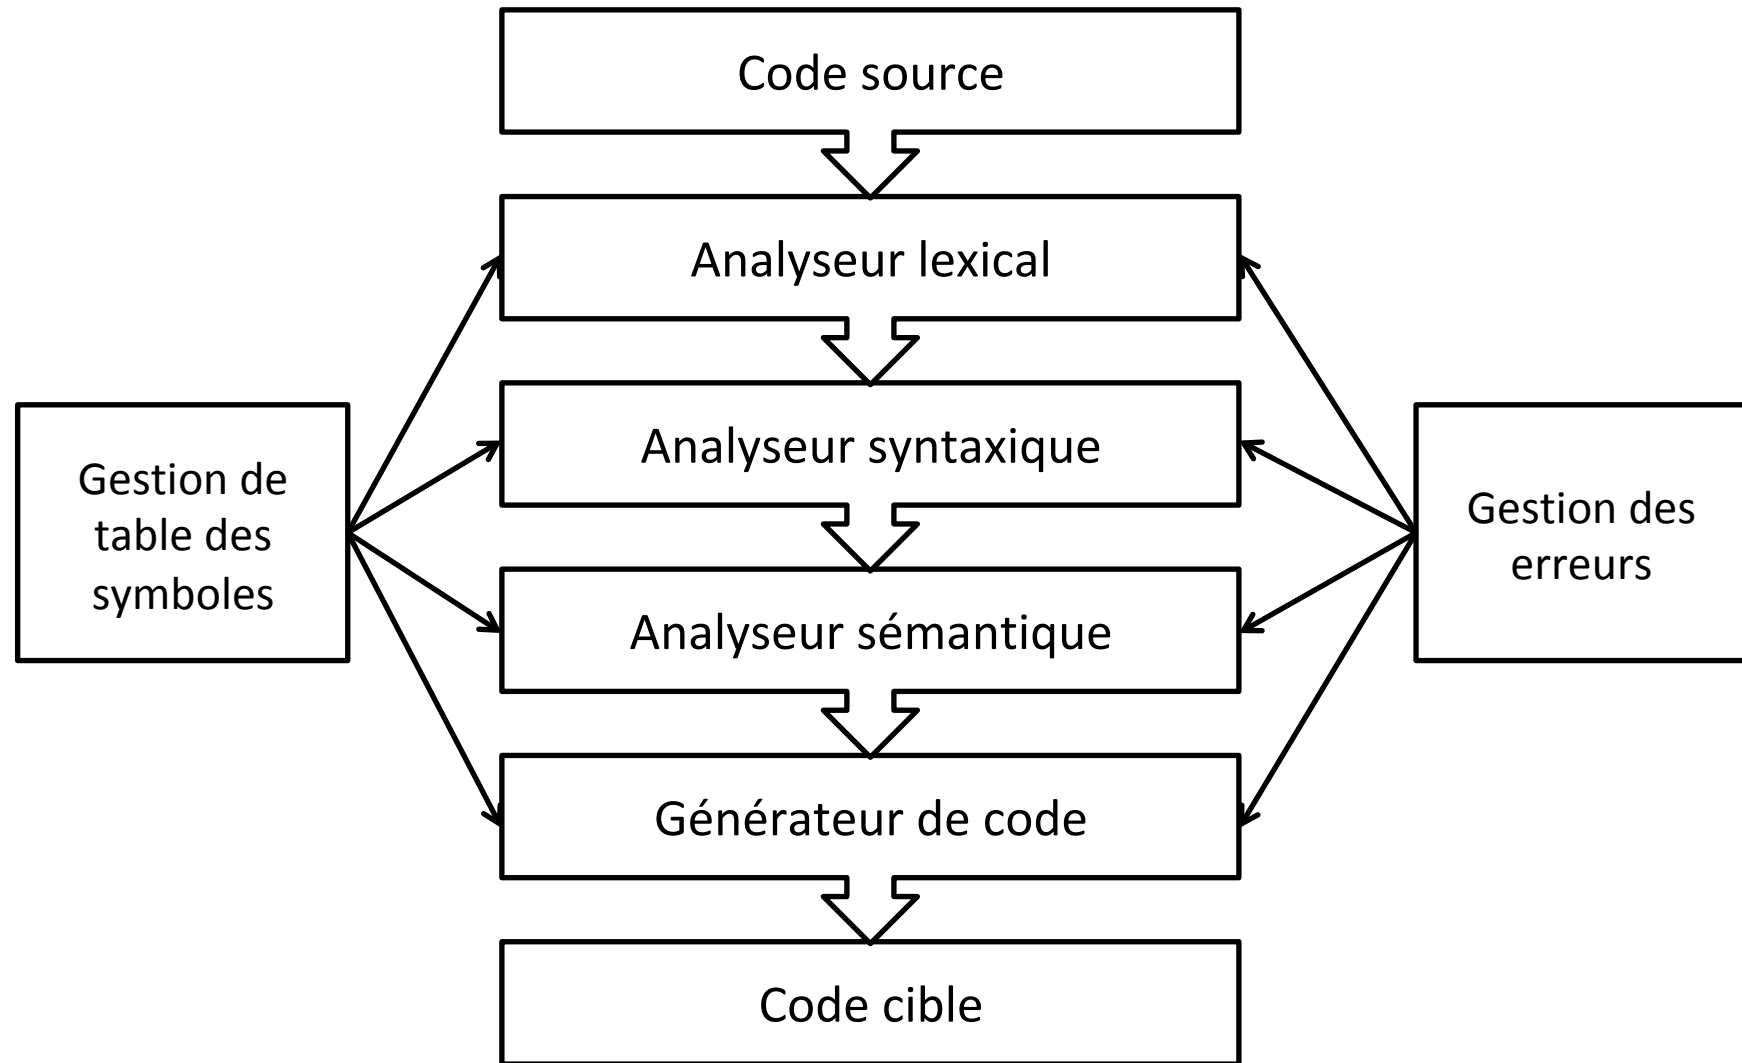 Code source
Analyseur lexical
Analyseur syntaxique
Gestion de
table des
symboles
Gestion des
erreurs
Analyseur sémantique
Générateur de code
Code cible